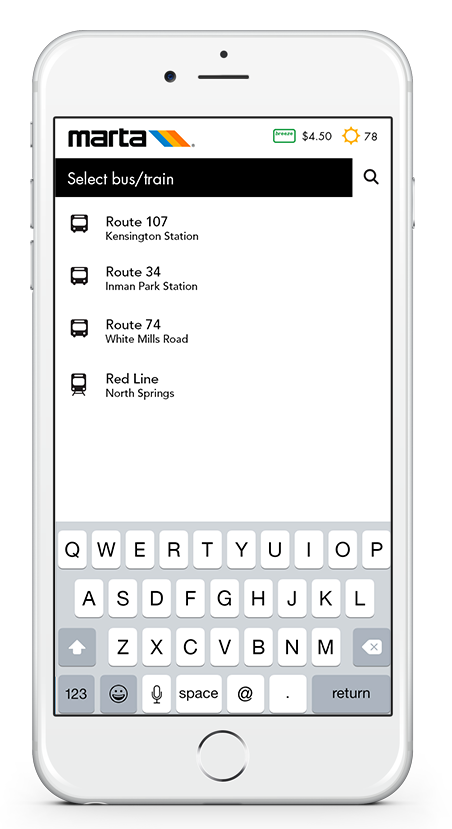 marta breeze $4.50 78
Select bus/train
Route 107
Kensington Station
Route 34
Inman Park Station
Route 74
White Mills Road
Red Line
North Springs
Q W E R T Y U I O P
A S D F G H J K L
Z X C V B N M
123 space @ . return